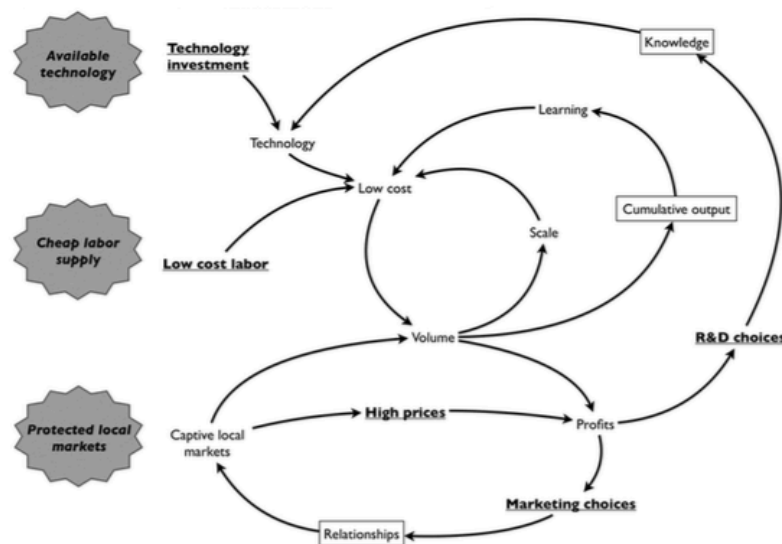 Available
technology
Technology
investment
Knowledge
Learning
Technology
Low cost
Cumulative output
Cheap labor
supply
Scale
Low cost labor
Volume
R&D choices
Protected local
markets
High prices
Captive local
markets
Profits
Marketing choices
Relationships